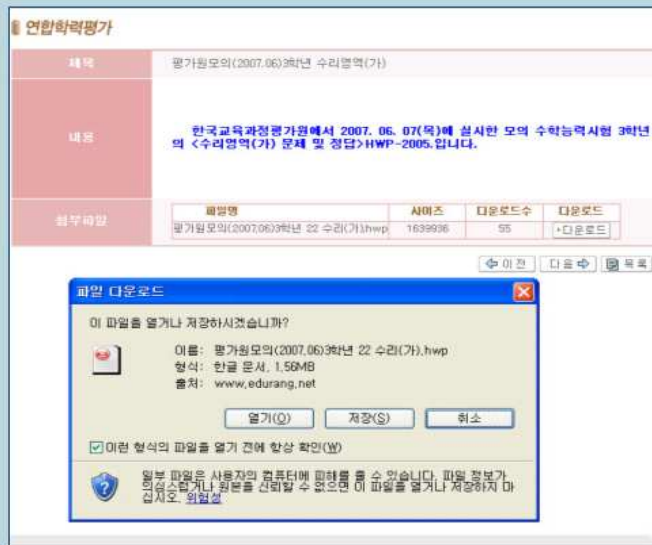 연합학력평가
제목
평가원모의(2007.06)3학년 수리영역(가)
내용
한국교육과정평가원에서 2007. 06. 07(목)에 실시한 모의 수학능력시험 3학년
의 <수리영역(가) 문제 및 정답>HWP-2005.입니다.
첨부파일
파일명 사이즈 다운로드수 다운로드
평가원모의(2007.06)3학년 22 수리(가).hwp 1639936 55 다운로드
이전 다음 목록
파일 다운로드
이 파일을 열거나 저장하시겠습니까?
이름: 평가원모의(2007.06)3학년 22 수리(가).hwp
형식: 한글 문서, 1.56MB
출처: www.edurang.net
열기(O) 저장(S) 취소
이런 형식의 파일을 열기 전에 항상 확인(W)
일부 파일은 사용자의 컴퓨터에 피해를 줄 수 있습니다. 파일 정보가
의심스럽거나 원본을 신뢰할 수 없으면 이 파일을 열거나 저장하지 마
십시오. 위험성